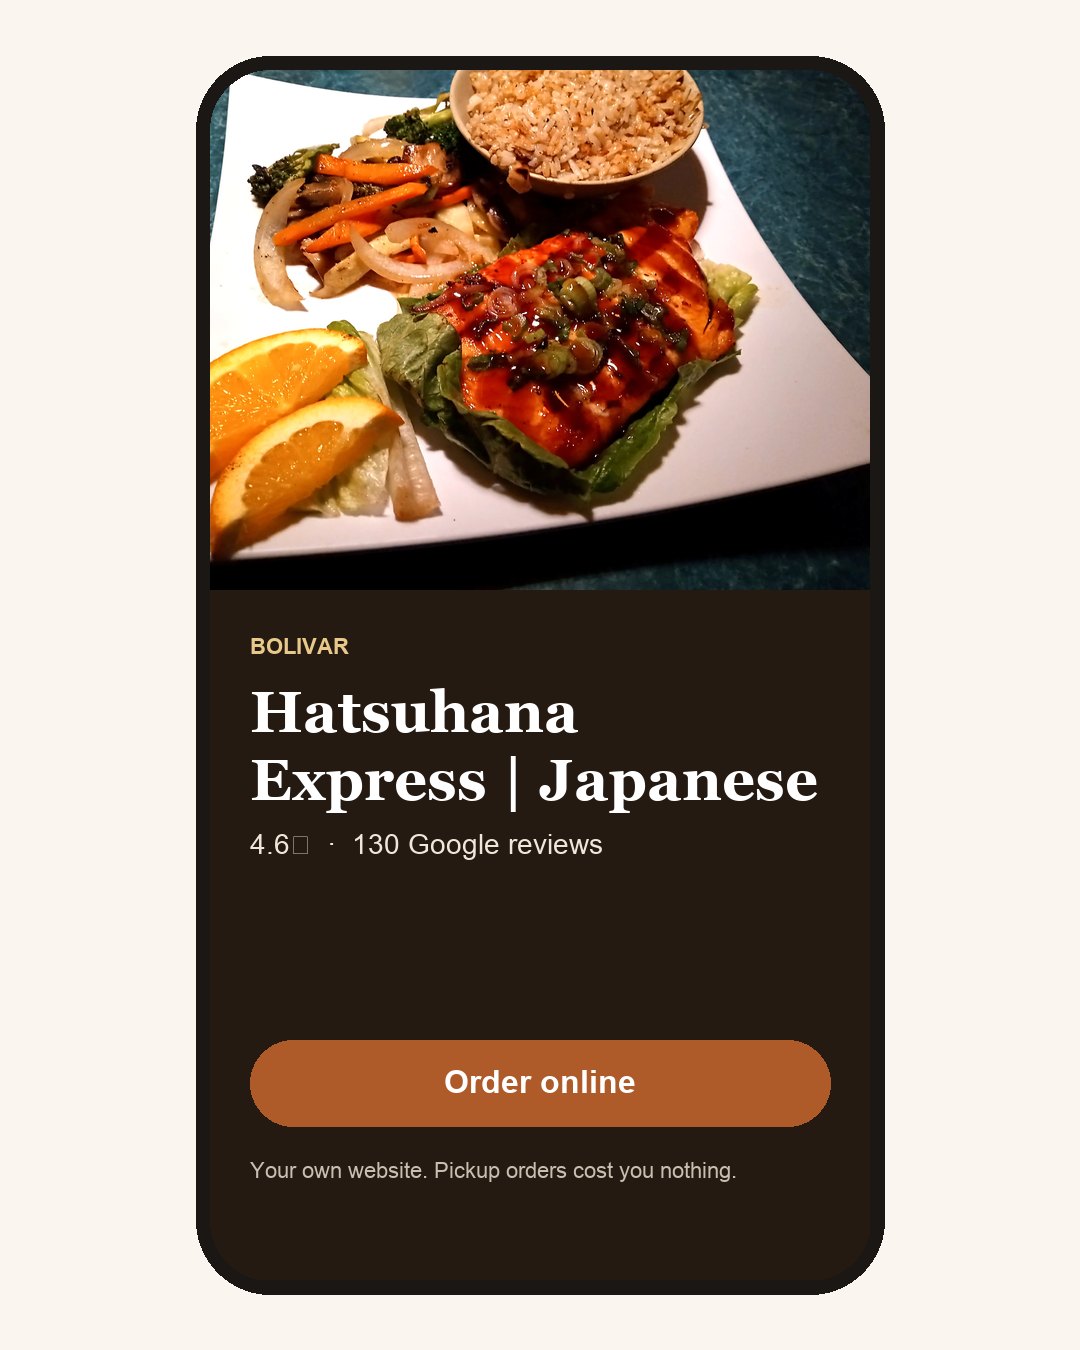 BOLIVAR
Hatsuhana
Express | Japanese
4.6□ · 130 Google reviews
Order online
Your own website. Pickup orders cost you nothing.